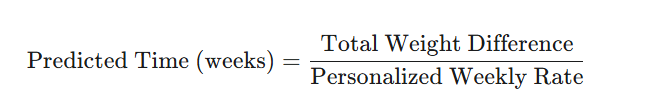 Predicted Time (weeks) = Total Weight Difference / Personalized Weekly Rate